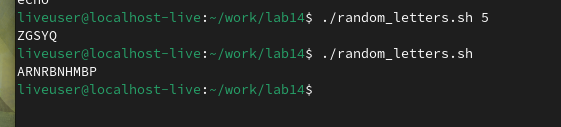 echo
liveuser@localhost-live:~/work/lab14$ ./random_letters.sh 5
ZGSYQ
liveuser@localhost-live:~/work/lab14$ ./random_letters.sh
ARNRBNHMBP
liveuser@localhost-live:~/work/lab14$